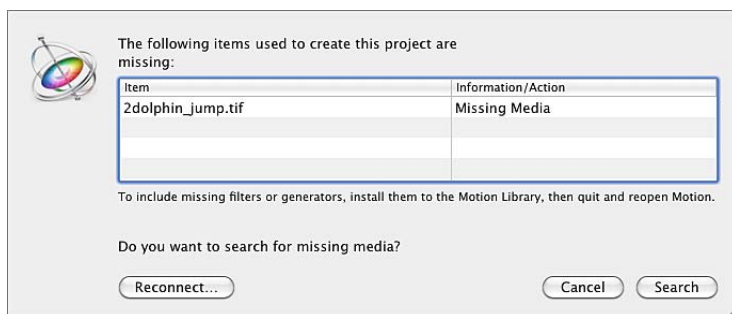 The following items used to create this project are
missing:
Item Information/Action
2dolphin_jump.tif Missing Media
To include missing filters or generators, install them to the Motion Library, then quit and reopen Motion.
Do you want to search for missing media?
Reconnect... Cancel Search